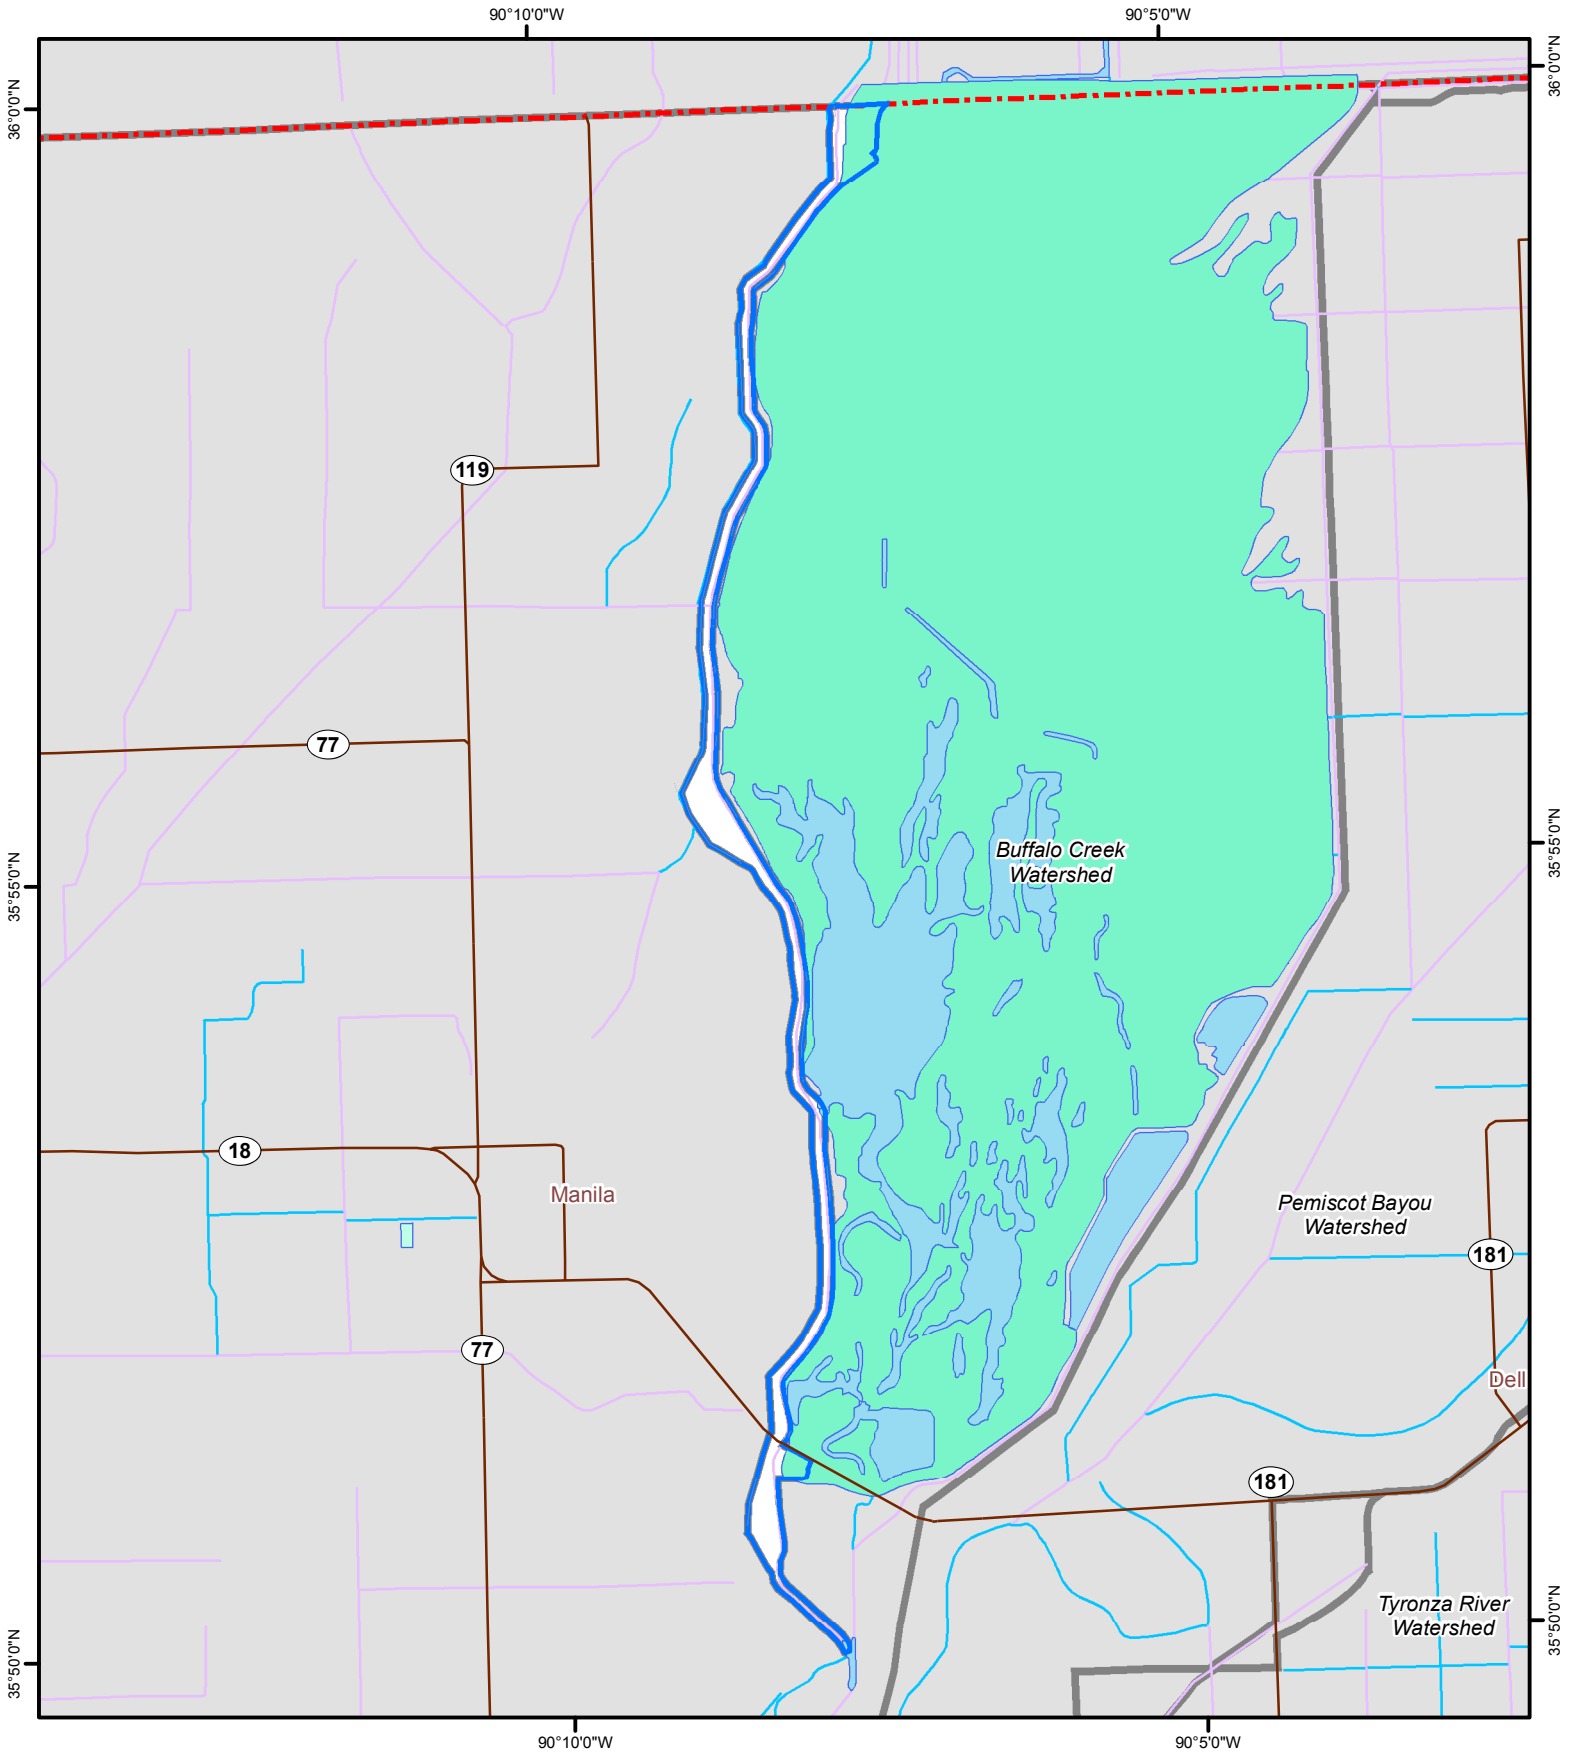 90°10'0"W
90°5'0"W
36°0'0"N
36°0'0"N
119
77
Buffalo Creek
Watershed
35°55'0"N
35°55'0"N
18
Manila
Pemiscot Bayou
Watershed
181
77
Dell
181
Tyronza River
Watershed
35°50'0"N
35°50'0"N
90°10'0"W
90°5'0"W